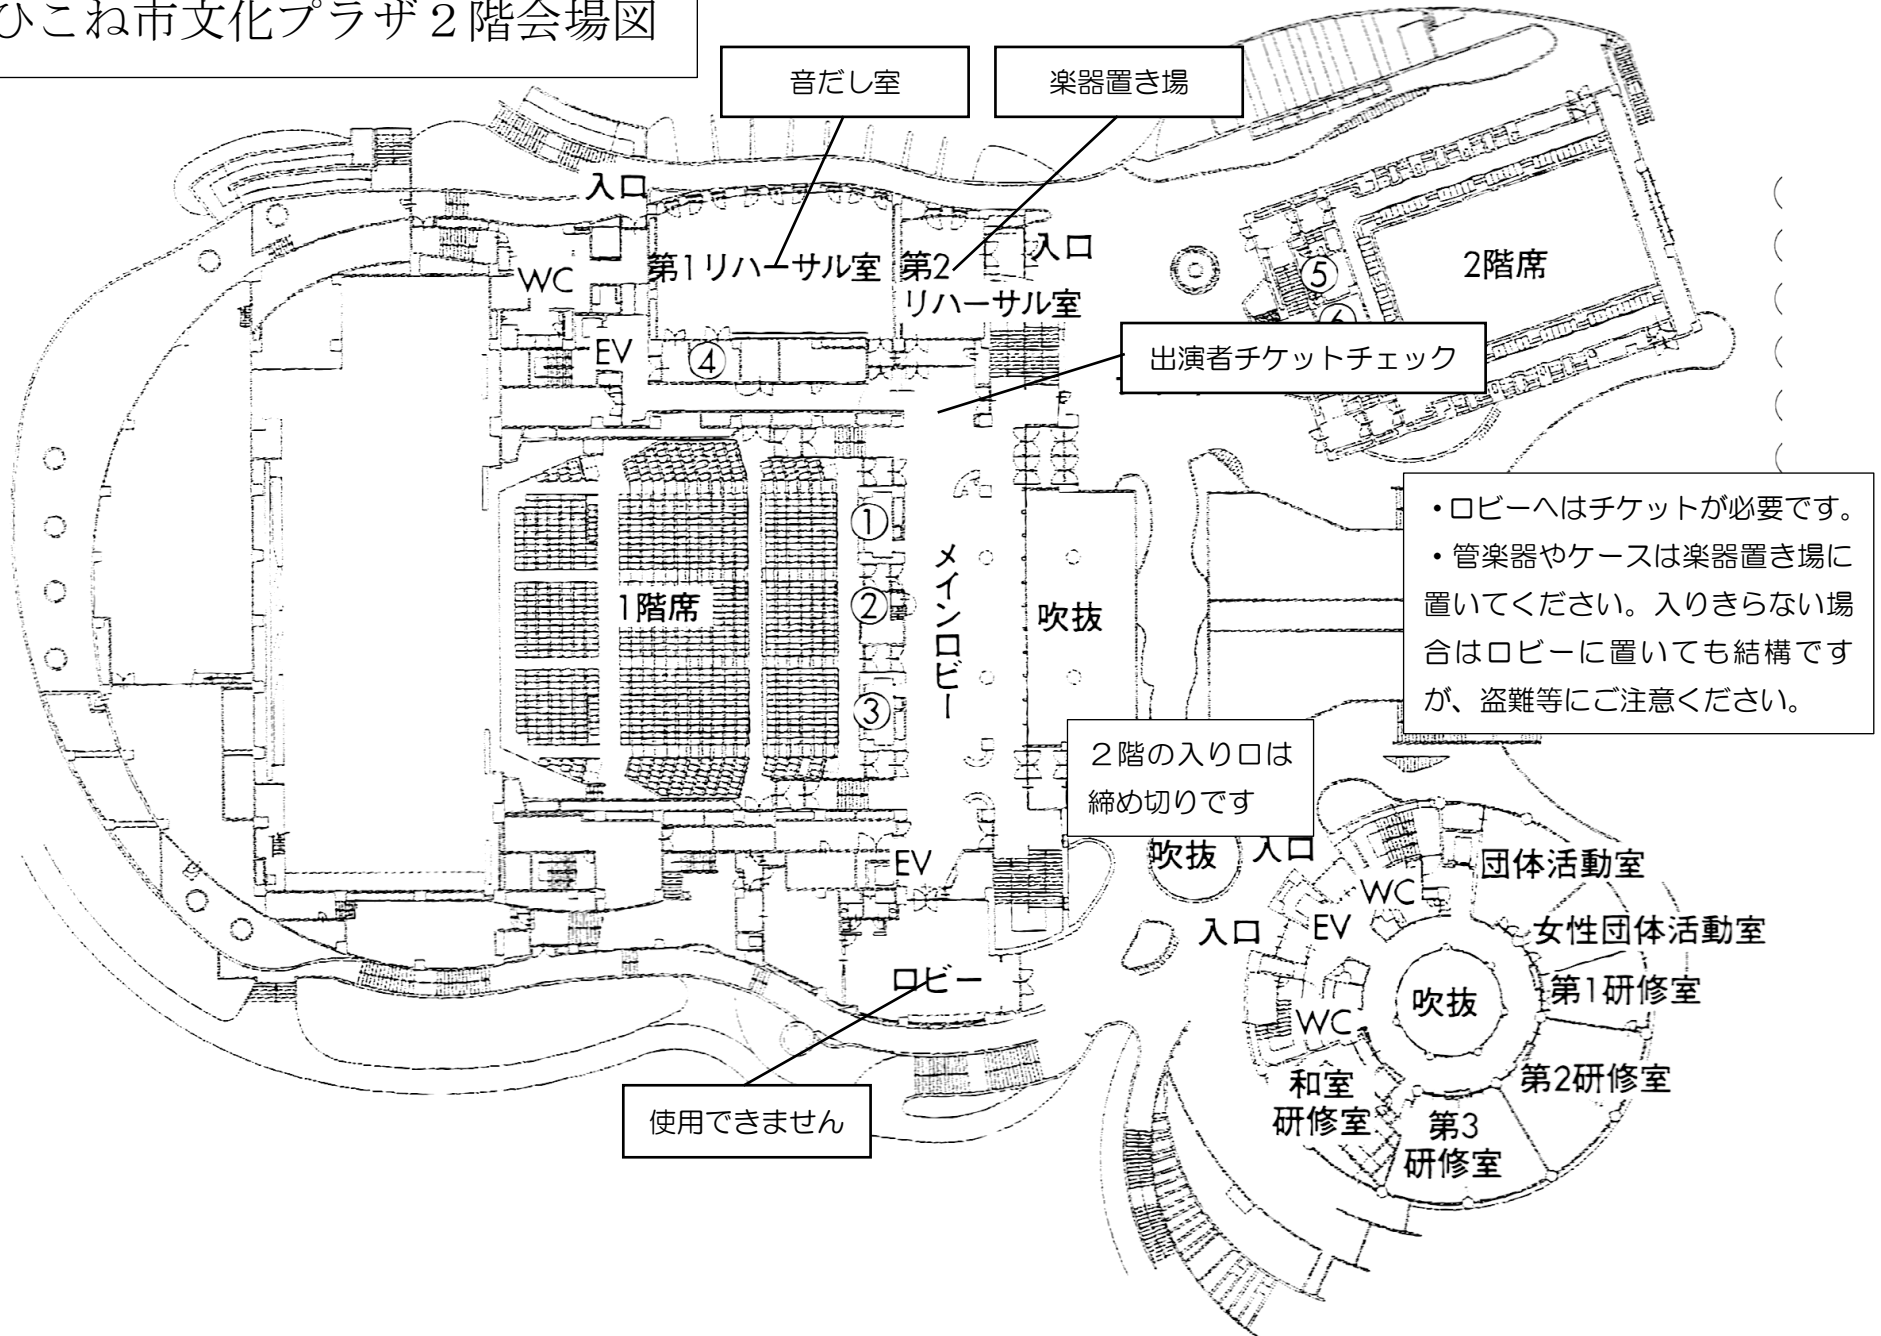 ひこね市文化プラザ２階会場図
音だし室
楽器置き場
入口
WC
第1リハーサル室
第2
リハーサル室
入口
2階席
⑤
EV
④
出演者チケットチェック
①
②
③
1階席
メインロビー
吹抜
・ロビーへはチケットが必要です。
・管楽器やケースは楽器置き場に
置いてください。入りきらない場
合はロビーに置いても結構です
が、盗難等にご注意ください。
２階の入り口は
締め切りです
EV
吹抜
入口
団体活動室
WC
入口
EV
女性団体活動室
ロビー
第1研修室
吹抜
WC
第2研修室
和室
研修室
第3
研修室
使用できません